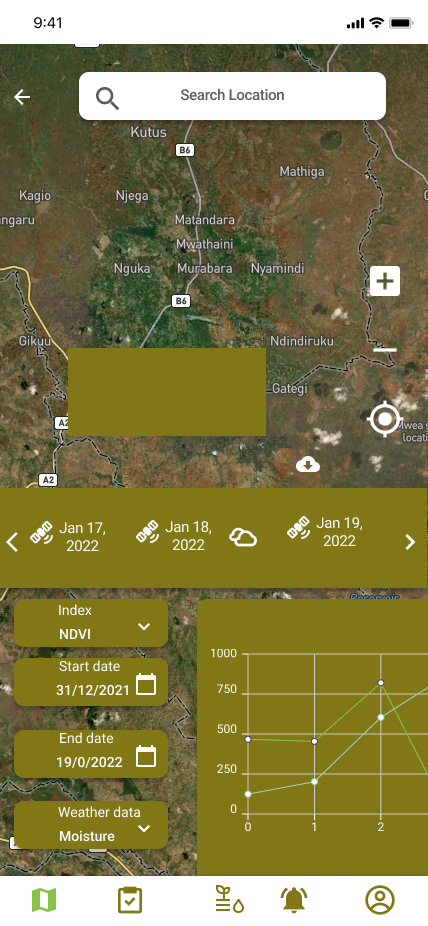 9:41
Search Location
Kutus
B6
Mathiga
Kagio
Njega
ngaru
Matandara
Mwathaini
Nguka
Murabara
Nyamindi
B6
Gikuu
Ndindiruku
Gategi
A2
Mwea s
locati
A2
Jan 17,
2022
Jan 18,
2022
Jan 19,
2022
Index
NDVI
Start date
31/12/2021
End date
19/0/2022
Weather data
Moisture
1000
750
500
250
0
0
1
2